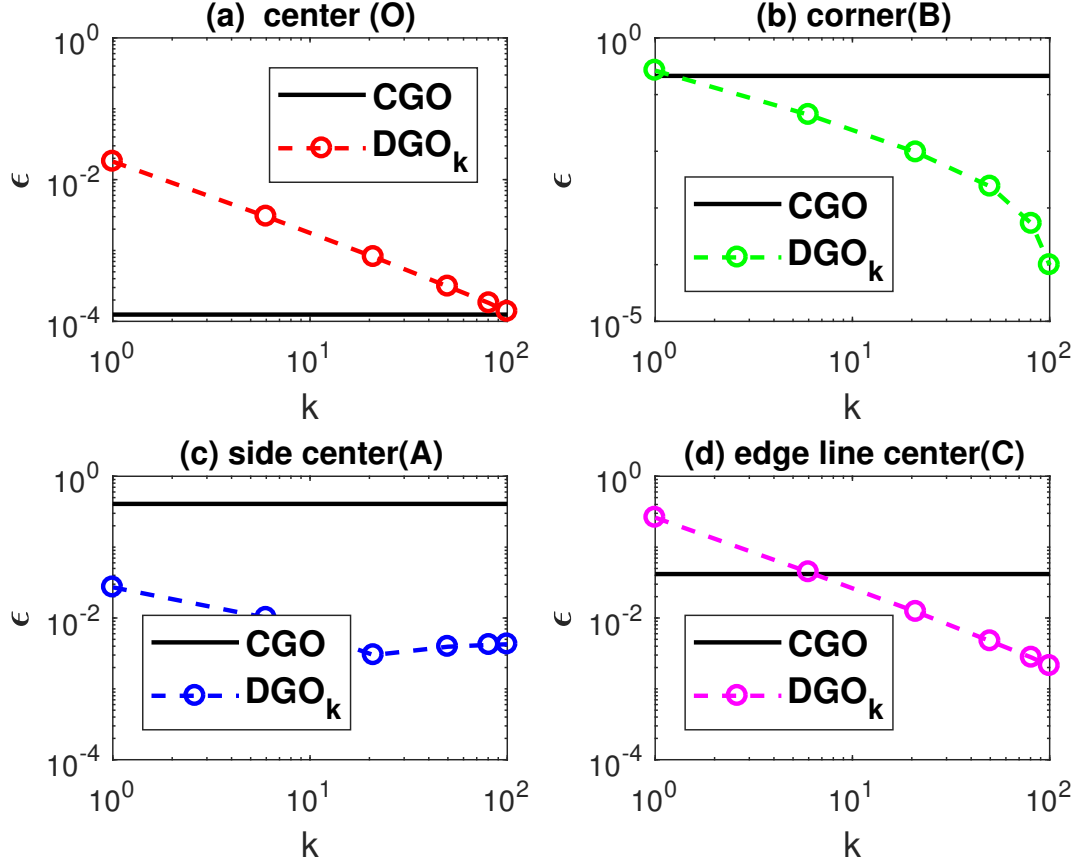 (a)  center (O)
10^0
10^-2
10^-4
ϵ
CGO
DGO_k
10^0
10^1
10^2
k
(b) corner(B)
10^0
10^-5
ϵ
CGO
DGO_k
10^0
10^1
10^2
k
(c) side center(A)
10^0
10^-2
10^-4
ϵ
CGO
DGO_k
10^0
10^1
10^2
k
(d) edge line center(C)
10^0
10^-2
10^-4
ϵ
CGO
DGO_k
10^0
10^1
10^2
k